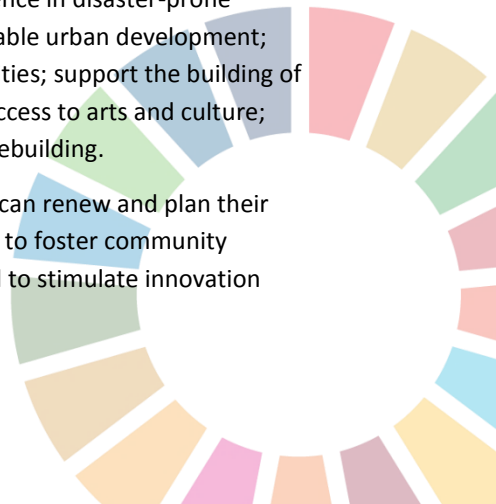 in disaster-prone
able urban development;
ties; support the building of
ccess to arts and culture;
ebuilding.
can renew and plan their
to foster community
to stimulate innovation